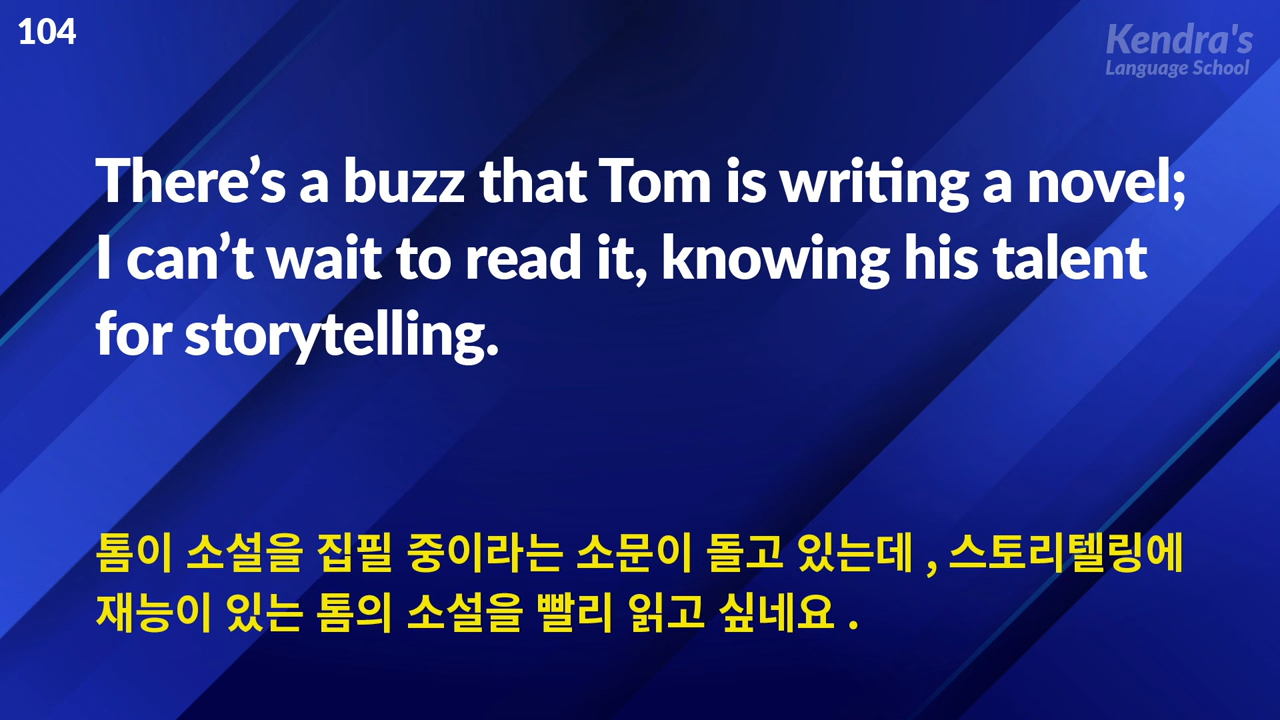 104
Kendra's
Language School
There’s a buzz that Tom is writing a novel;
I can’t wait to read it, knowing his talent
for storytelling.
톰이 소설을 집필 중이라는 소문이 돌고 있는데 , 스토리텔링에
재능이 있는 톰의 소설을 빨리 읽고 싶네요 .